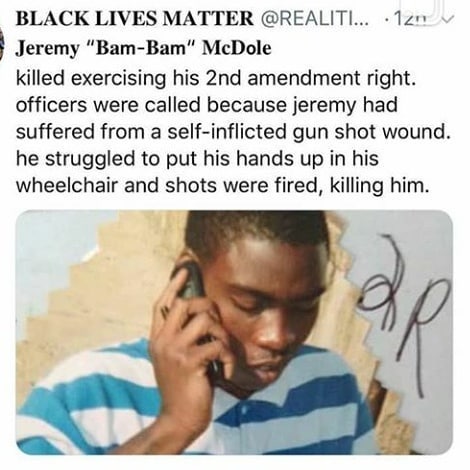 BLACK LIVES MATTER @REALITI... · 12h
Jeremy "Bam-Bam" McDole
killed exercising his 2nd amendment right.
officers were called because jeremy had
suffered from a self-inflicted gun shot wound.
he struggled to put his hands up in his
wheelchair and shots were fired, killing him.